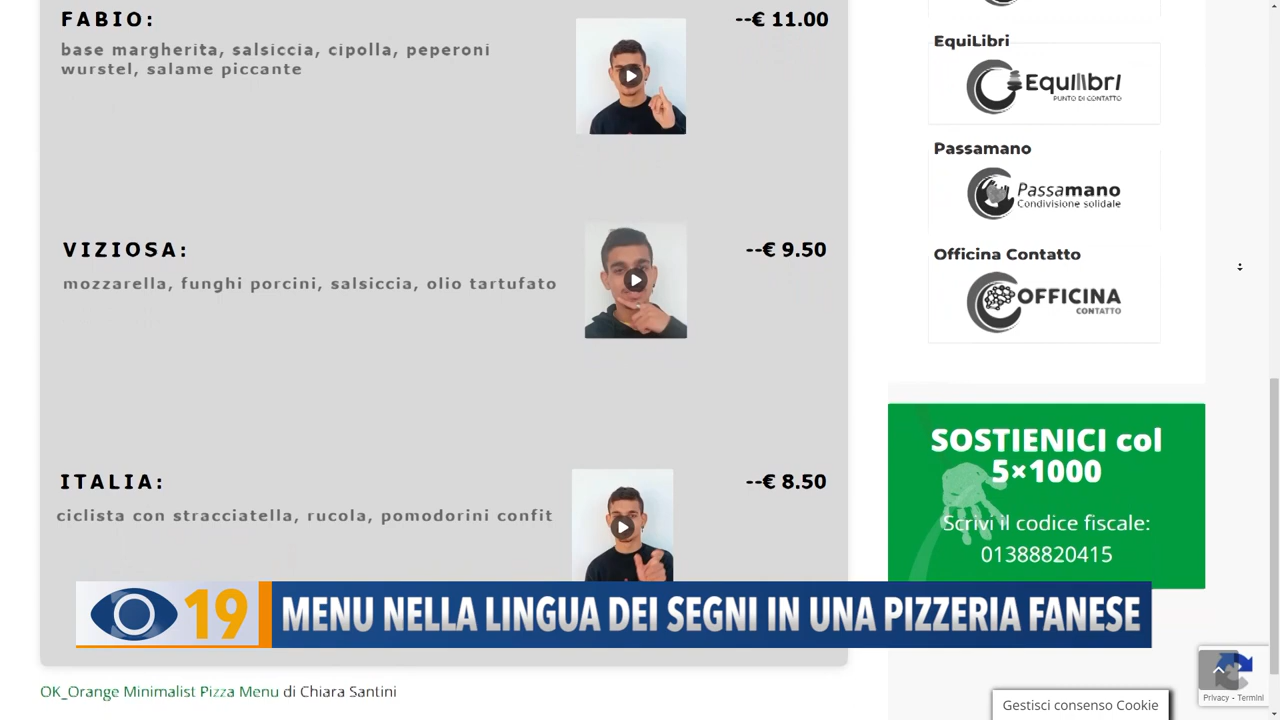 FABIO:
--€ 11.00
base margherita, salsiccia, cipolla, peperoni
wurstel, salame piccante
VIZIOSA:
--€ 9.50
mozzarella, funghi porcini, salsiccia, olio tartufato
ITALIA:
--€ 8.50
ciclista con stracciatella, rucola, pomodorini confit
OK_Orange Minimalist Pizza Menu di Chiara Santini
EquiLibri
EquilibrI
PUNTO DI CONTATTO
Passamano
Passamano
Condivisione solidale
Officina Contatto
OFFICINA
CONTATTO
SOSTIENICI col
5×1000
Scrivi il codice fiscale:
01388820415
19
MENU NELLA LINGUA DEI SEGNI IN UNA PIZZERIA FANESE
Privacy - Termini
Gestisci consenso Cookie